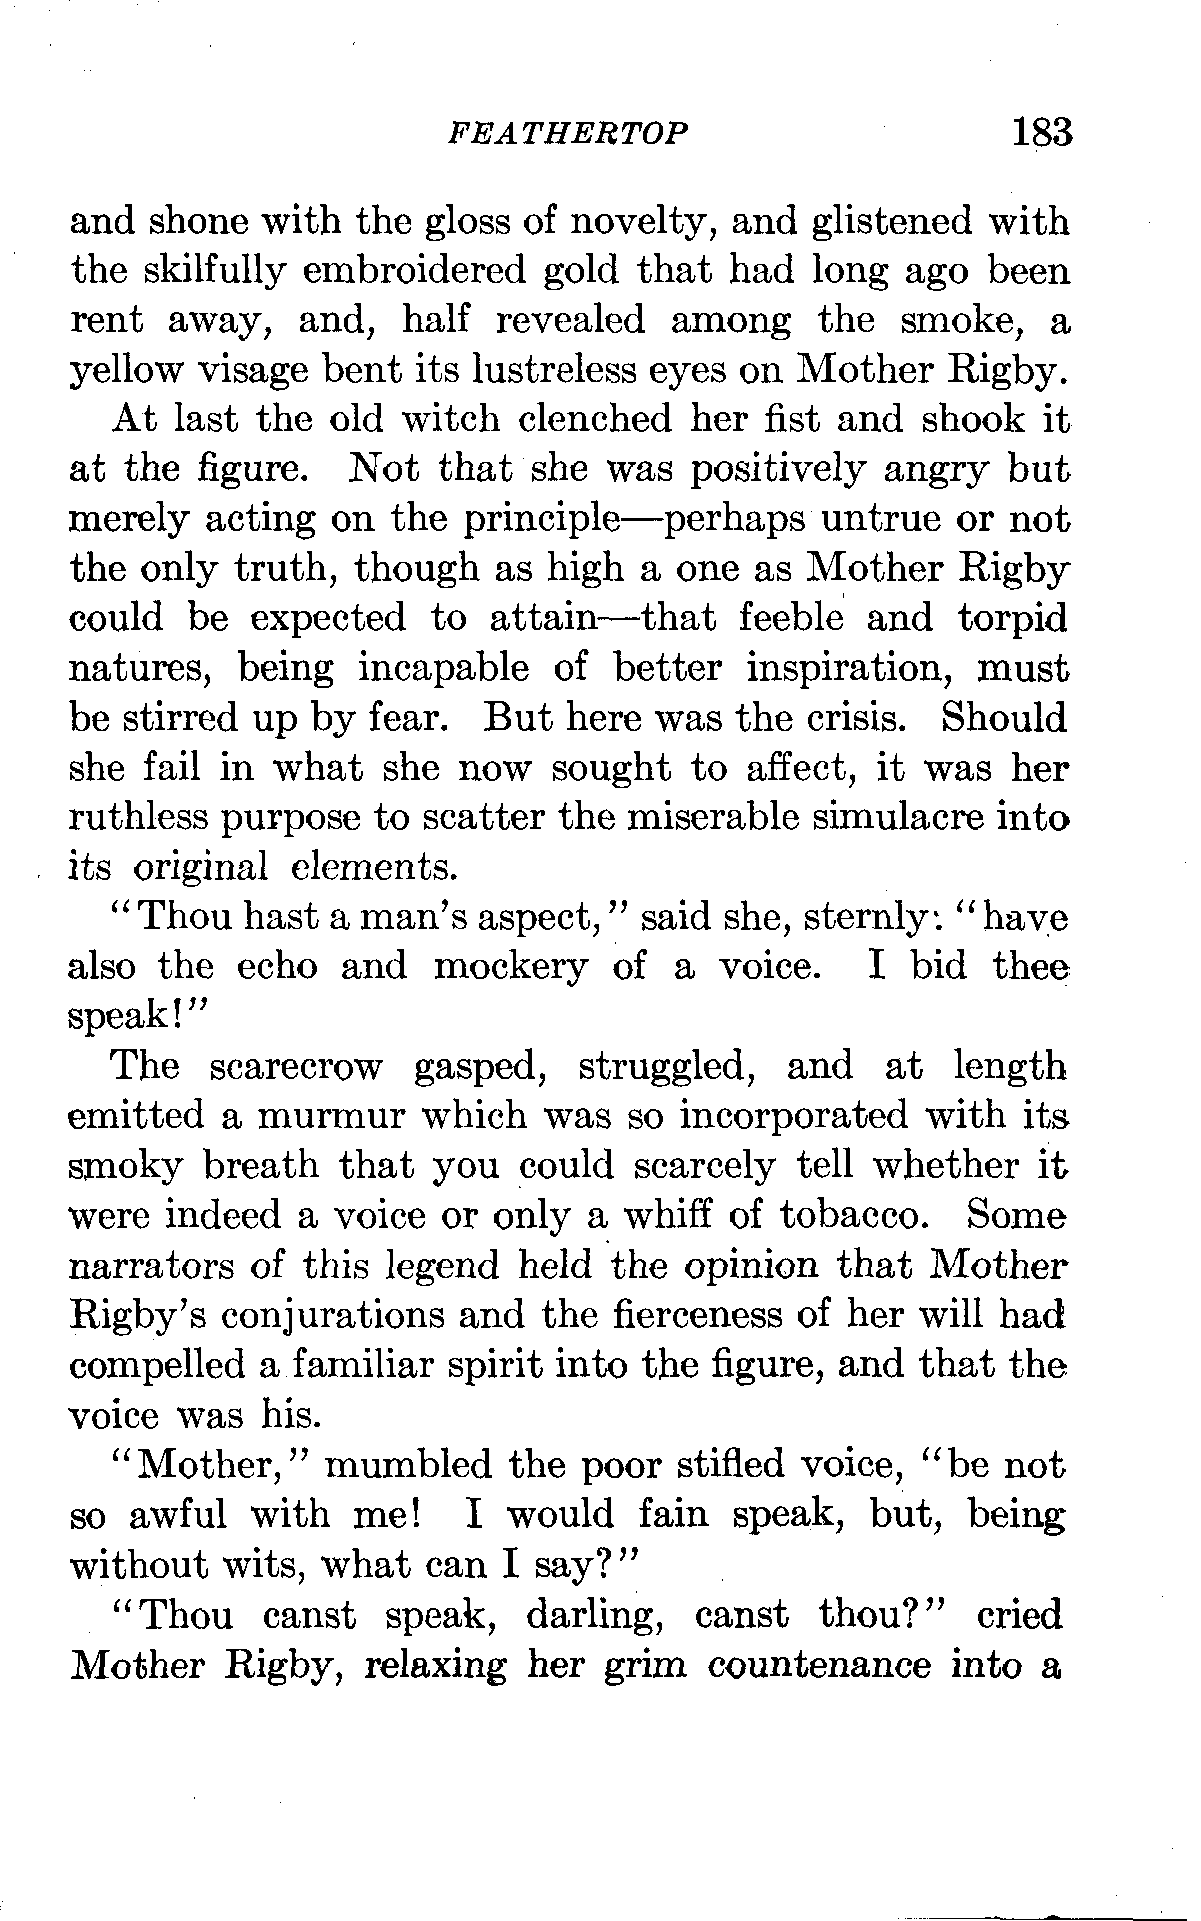 FEATHERTOP 183
and shone with the gloss of novelty, and glistened with
the skilfully embroidered gold that had long ago been
rent away, and, half revealed among the smoke, a
yellow visage bent its lustreless eyes on Mother Rigby.
At last the old witch clenched her fist and shook it
at the figure. Not that she was positively angry but
merely acting on the principle—perhaps untrue or not
the only truth, though as high a one as Mother Rigby
could be expected to attain—that feeble and torpid
natures, being incapable of better inspiration, must
be stirred up by fear. But here was the crisis. Should
she fail in what she now sought to affect, it was her
ruthless purpose to scatter the miserable simulacre into
its original elements.
"Thou hast a man's aspect," said she, sternly: "have
also the echo and mockery of a voice. I bid thee
speak!"
The scarecrow gasped, struggled, and at length
emitted a murmur which was so incorporated with its
smoky breath that you could scarcely tell whether it
were indeed a voice or only a whiff of tobacco. Some
narrators of this legend held the opinion that Mother
Rigby's conjurations and the fierceness of her will had
compelled a familiar spirit into the figure, and that the
voice was his.
"Mother," mumbled the poor stifled voice, "be not
so awful with me! I would fain speak, but, being
without wits, what can I say?"
"Thou canst speak, darling, canst thou?" cried
Mother Rigby, relaxing her grim countenance into a